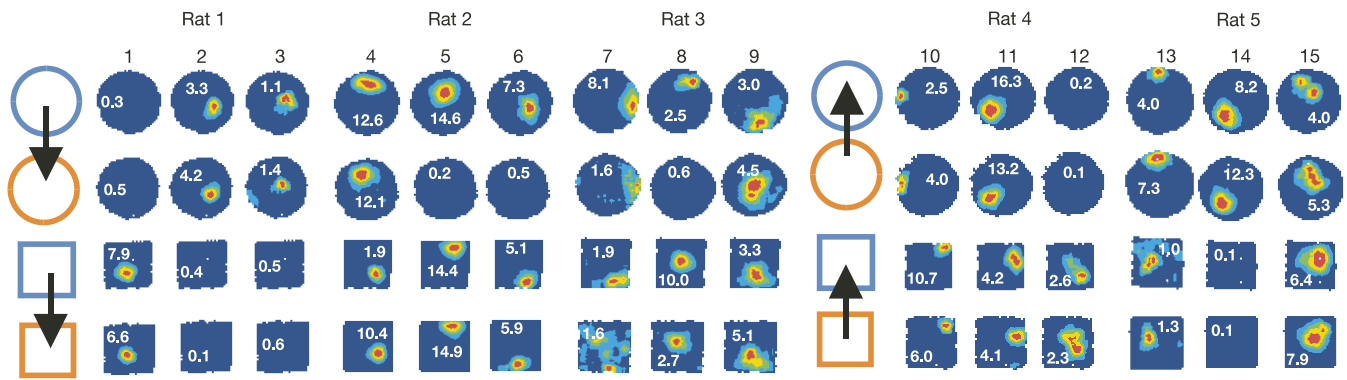 Rat 1 Rat 2 Rat 3 Rat 4 Rat 5
1 2 3 4 5 6 7 8 9 10 11 12 13 14 15
0.3 3.3 1.1 12.6 14.6 7.3 8.1 2.5 3.0 2.5 16.3 0.2 4.0 8.2 4.0
0.5 4.2 1.4 12.1 0.2 0.5 1.6 0.6 4.5 4.0 13.2 0.1 7.3 12.3 5.3
7.9 0.4 0.5 1.9 14.4 5.1 1.9 10.0 3.3 10.7 4.2 2.6 1,0 0.1 6.4
6.6 0.1 0.6 10.4 14.9 5.9 1.6 2.7 5.1 6.0 4.1 2.3 1.3 0.1 7.9